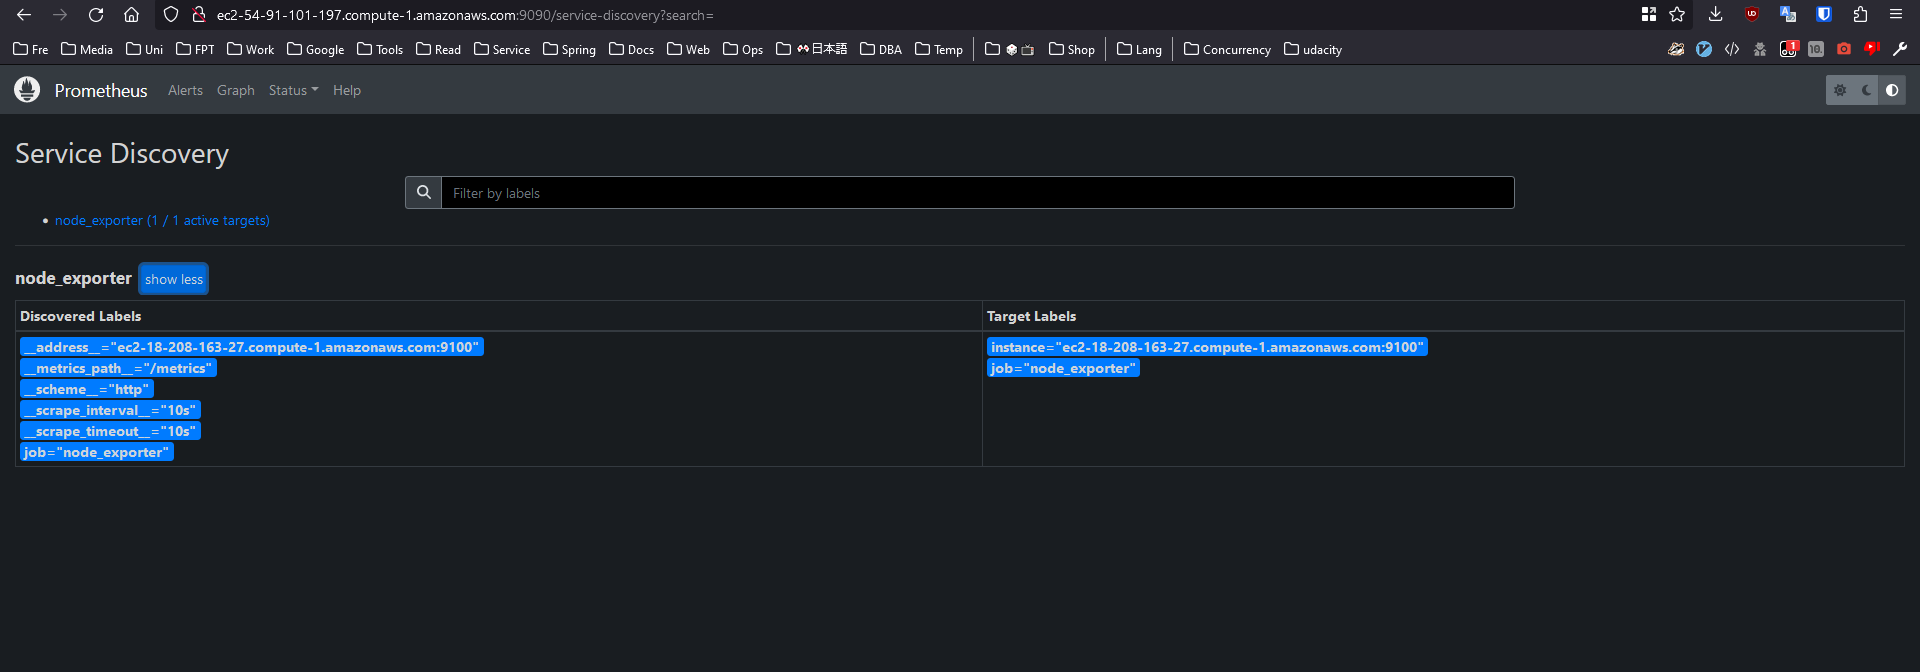 ec2-54-91-101-197.compute-1.amazonaws.com:9090/service-discovery?search=
Fre Media Uni FPT Work Google Tools Read Service Spring Docs Web Ops 🎮日本語 DBA Temp 🎲📺 Shop Lang Concurrency udacity
Prometheus Alerts Graph Status Help
Service Discovery
Filter by labels
• node_exporter (1 / 1 active targets)
node_exporter show less
Discovered Labels Target Labels
__address__="ec2-18-208-163-27.compute-1.amazonaws.com:9100" instance="ec2-18-208-163-27.compute-1.amazonaws.com:9100"
__metrics_path__="/metrics" job="node_exporter"
__scheme__="http"
__scrape_interval__="10s"
__scrape_timeout__="10s"
job="node_exporter"